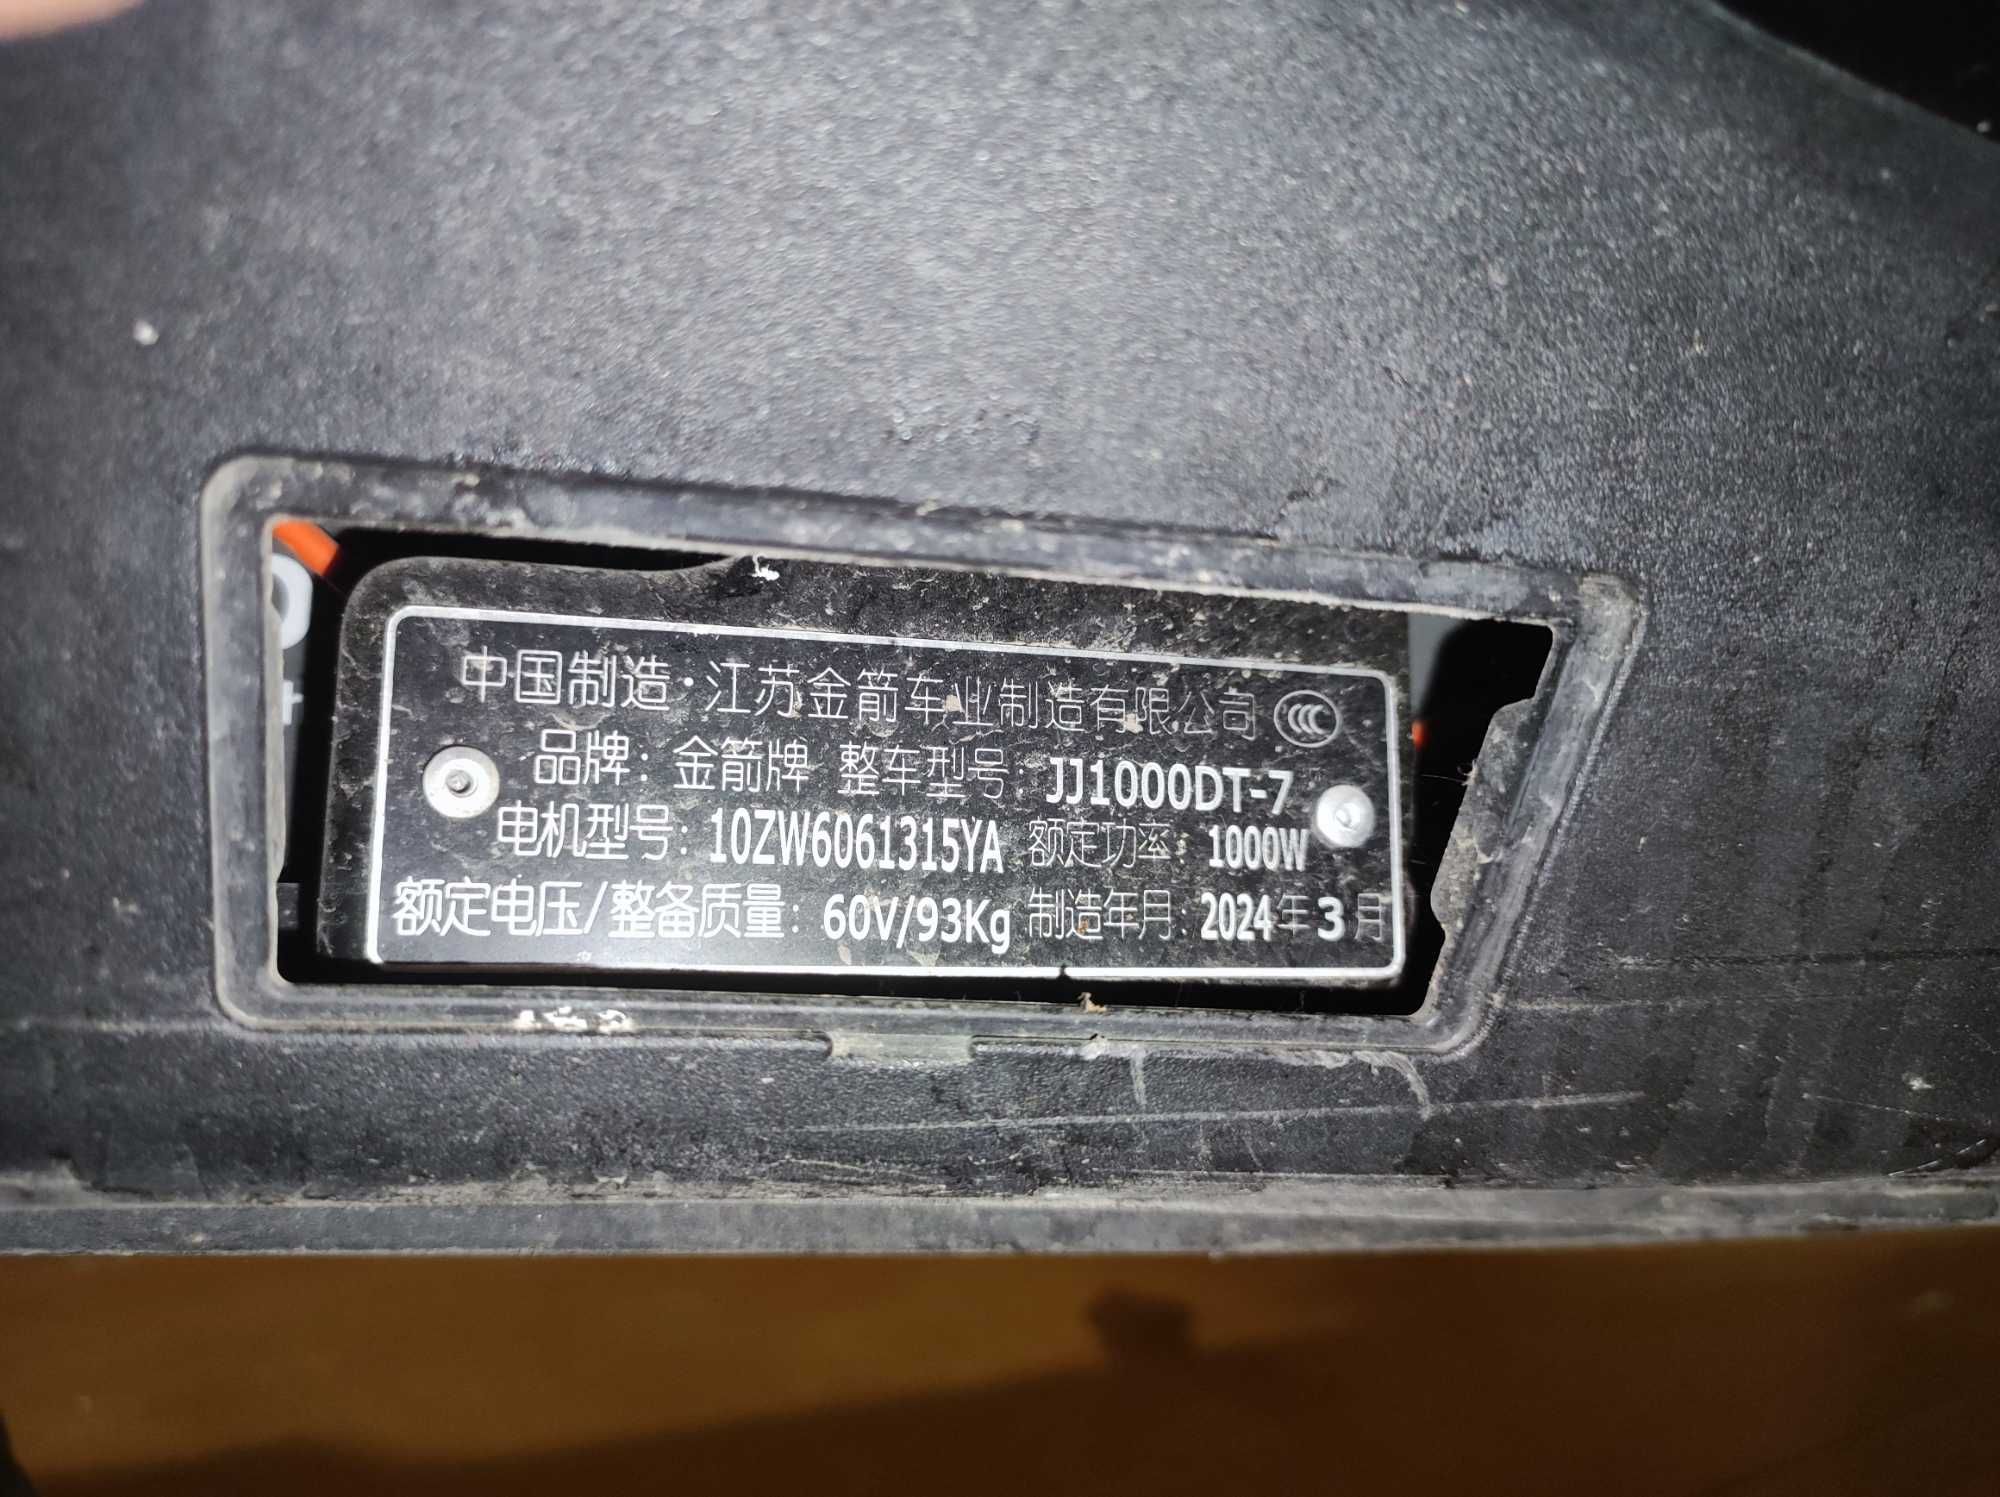 中国制造·江苏金箭车业制造有限公司 CCC
品牌：金箭牌 整车型号：JJ1000DT-7
电机型号：10ZW6061315YA 额定功率：1000W
额定电压/整备质量：60V/93Kg 制造年月：2024年3月